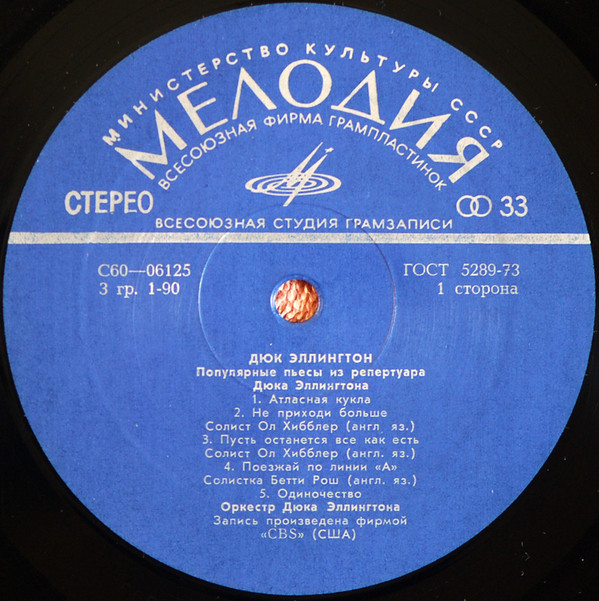 МИНИСТЕРСТВО КУЛЬТУРЫ СССР
МЕЛОДИЯ
ВСЕСОЮЗНАЯ ФИРМА ГРАМПЛАСТИНОК
СТЕРЕО
33
ВСЕСОЮЗНАЯ СТУДИЯ ГРАМЗАПИСИ
С60—06125
ГОСТ 5289-73
3 гр. 1-90
1 сторона
ДЮК ЭЛЛИНГТОН
Популярные пьесы из репертуара
Дюка Эллингтона
1. Атласная кукла
2. Не приходи больше
Солист Ол Хибблер (англ яз.)
3. Пусть останется все как есть
Солист Ол Хибблер (англ. яз.)
4. Поезжай по линии «А»
Солистка Бетти Рош (англ. яз.)
5. Одиночество
Оркестр Дюка Эллингтона
Запись произведена фирмой
«CBS» (США)